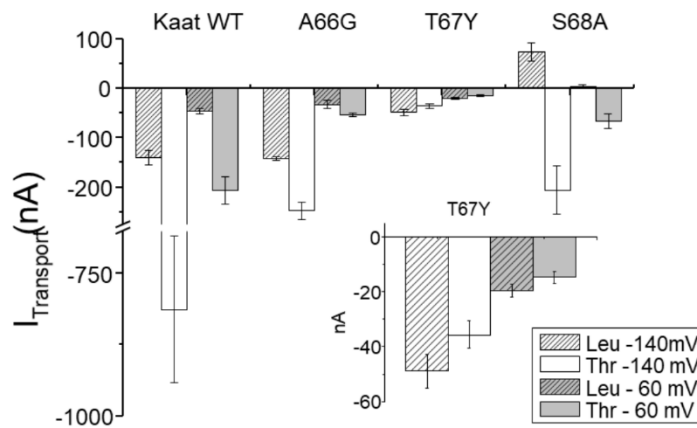 Kaat WT A66G T67Y S68A
100
0
-100
-200
-750
-1000
I Transport (nA)
T67Y
0
-20
-40
-60
nA
Leu -140mV
Thr -140 mV
Leu - 60 mV
Thr - 60 mV